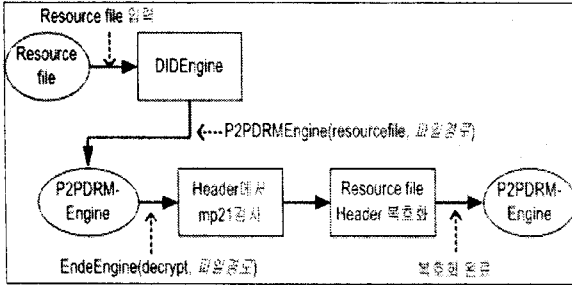 Resource file 입력
Resource
file
DIDEngine
P2PDRMEngine(resourcefile, 파일경로)
P2PDRM-
Engine
Header에서
mp21검사
Resource file
Header 복호화
P2PDRM-
Engine
EndeEngine(decrypt, 파일경로)
복호화 완료